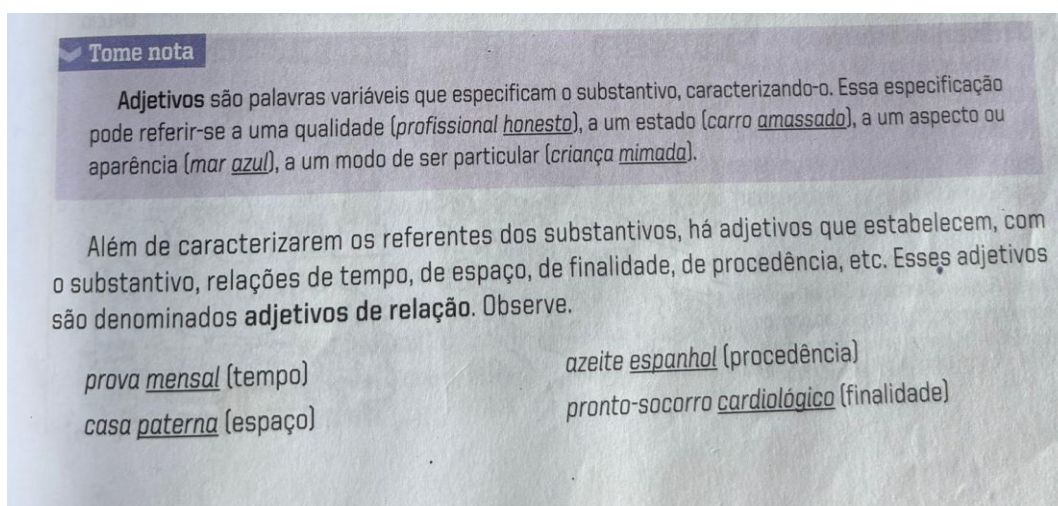 Tome nota
Adjetivos são palavras variáveis que especificam o substantivo, caracterizando-o. Essa especificação
pode referir-se a uma qualidade (profissional honesto), a um estado (carro amassado), a um aspecto ou
aparência (mar azul), a um modo de ser particular (criança mimada).
Além de caracterizarem os referentes dos substantivos, há adjetivos que estabelecem, com
o substantivo, relações de tempo, de espaço, de finalidade, de procedência, etc. Esses adjetivos
são denominados adjetivos de relação. Observe.
prova mensal (tempo)
casa paterna (espaço)
azeite espanhol (procedência)
pronto-socorro cardiológico (finalidade)